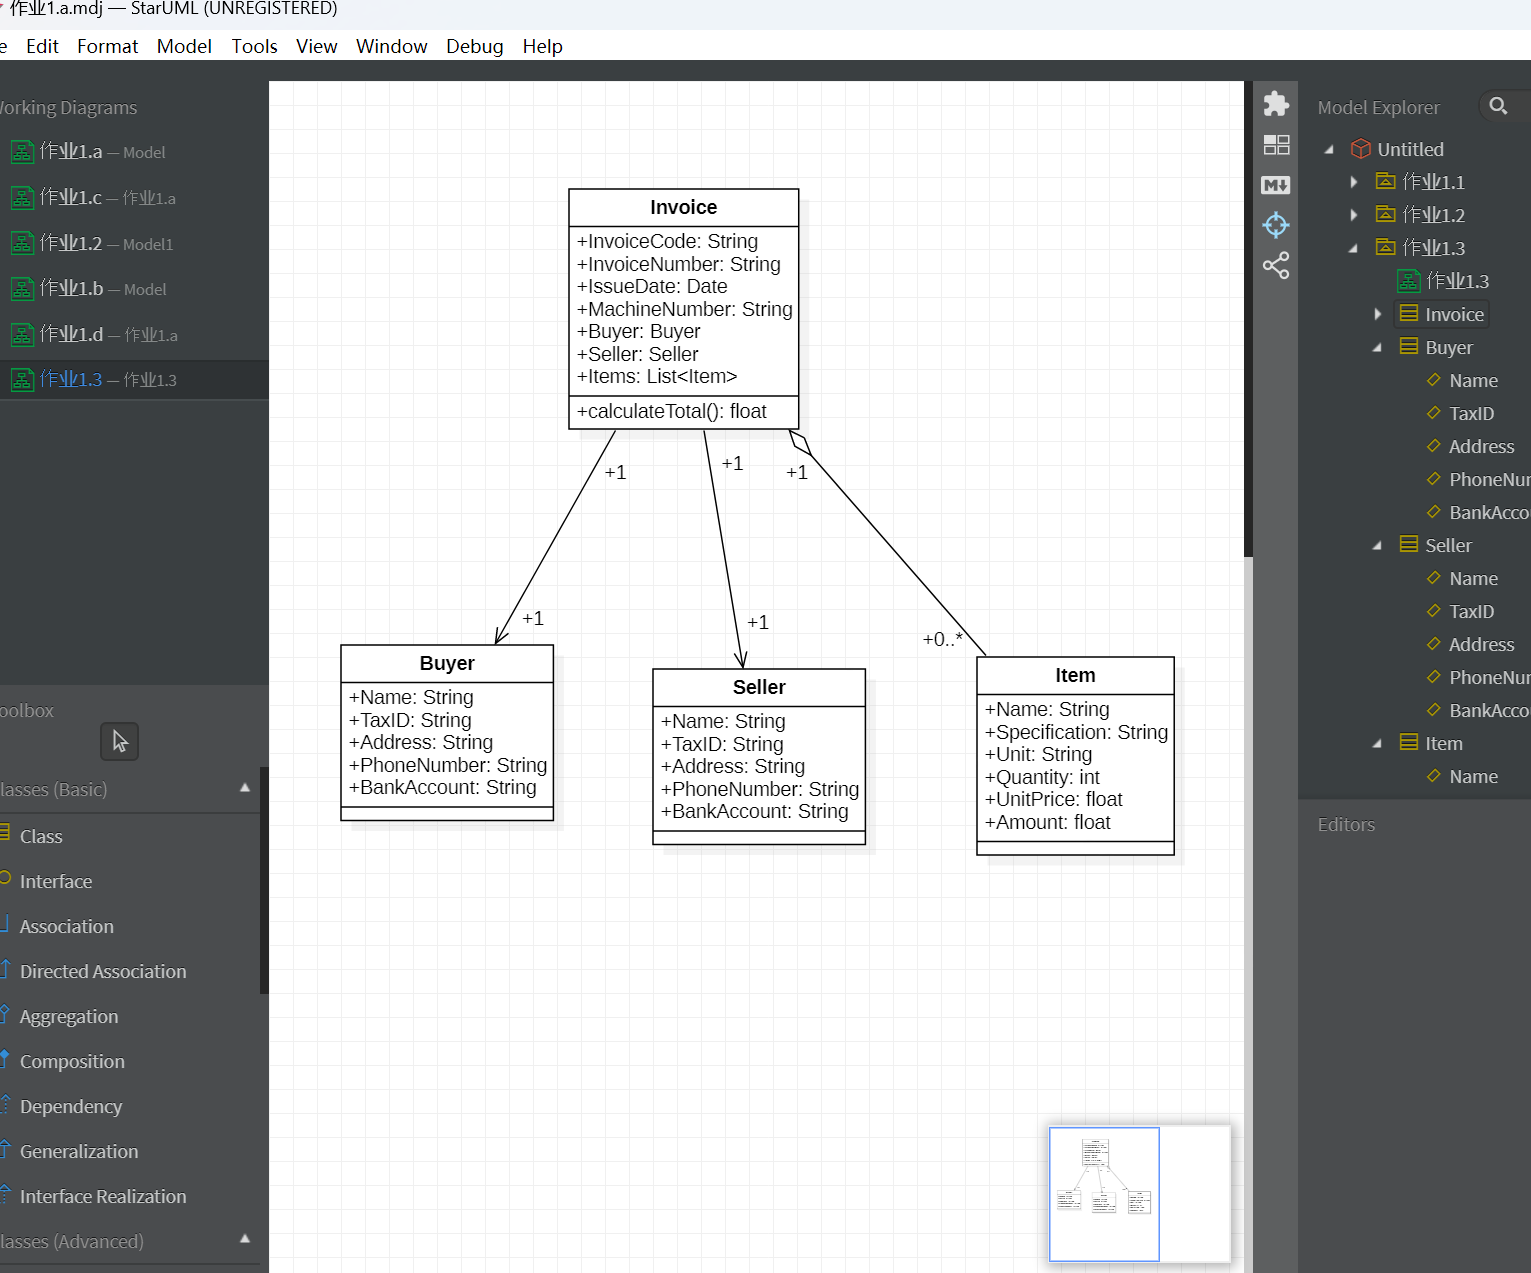 作业1.a.mdj — StarUML (UNREGISTERED)
e Edit Format Model Tools View Window Debug Help
orking Diagrams
作业1.a — Model
作业1.c — 作业1.a
作业1.2 — Model1
作业1.b — Model
作业1.d — 作业1.a
作业1.3 — 作业1.3
oolbox
lasses (Basic)
Class
Interface
Association
Directed Association
Aggregation
Composition
Dependency
Generalization
Interface Realization
lasses (Advanced)
Invoice
+InvoiceCode: String
+InvoiceNumber: String
+IssueDate: Date
+MachineNumber: String
+Buyer: Buyer
+Seller: Seller
+Items: List<Item>
+calculateTotal(): float
+1
+1
+1
+1
+1
+0..*
Buyer
+Name: String
+TaxID: String
+Address: String
+PhoneNumber: String
+BankAccount: String
Seller
+Name: String
+TaxID: String
+Address: String
+PhoneNumber: String
+BankAccount: String
Item
+Name: String
+Specification: String
+Unit: String
+Quantity: int
+UnitPrice: float
+Amount: float
M
Model Explorer
Untitled
作业1.1
作业1.2
作业1.3
作业1.3
Invoice
Buyer
Name
TaxID
Address
PhoneNur
BankAccou
Seller
Name
TaxID
Address
PhoneNur
BankAccou
Item
Name
Editors